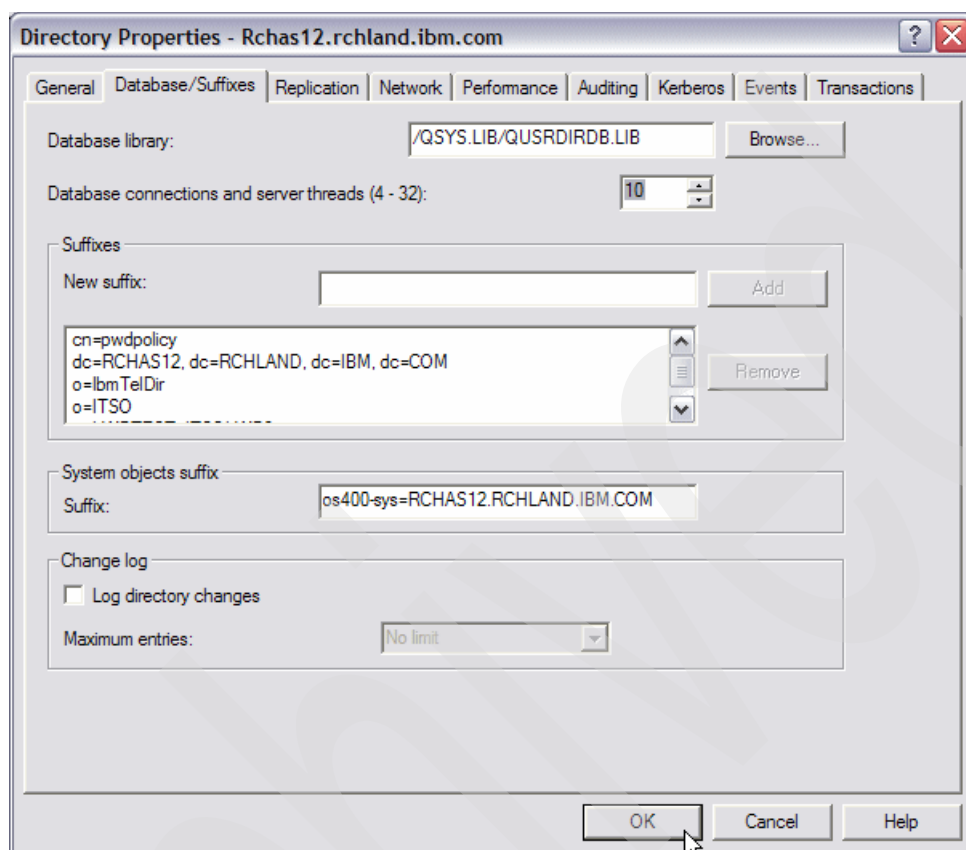 Directory Properties - Rchas12.rchland.ibm.com
General Database/Suffixes Replication Network Performance Auditing Kerberos Events Transactions
Database library: /QSYS.LIB/QUSRDIRDB.LIB Browse...
Database connections and server threads (4 - 32): 10
Suffixes
New suffix: Add
cn=pwdpolicy
dc=RCHAS12, dc=RCHLAND, dc=IBM, dc=COM
o=IbmTelDir
Remove
o=ITSO
System objects suffix
Suffix: os400-sys=RCHAS12.RCHLAND.IBM.COM
Change log
Log directory changes
Maximum entries: No limit
OK Cancel Help